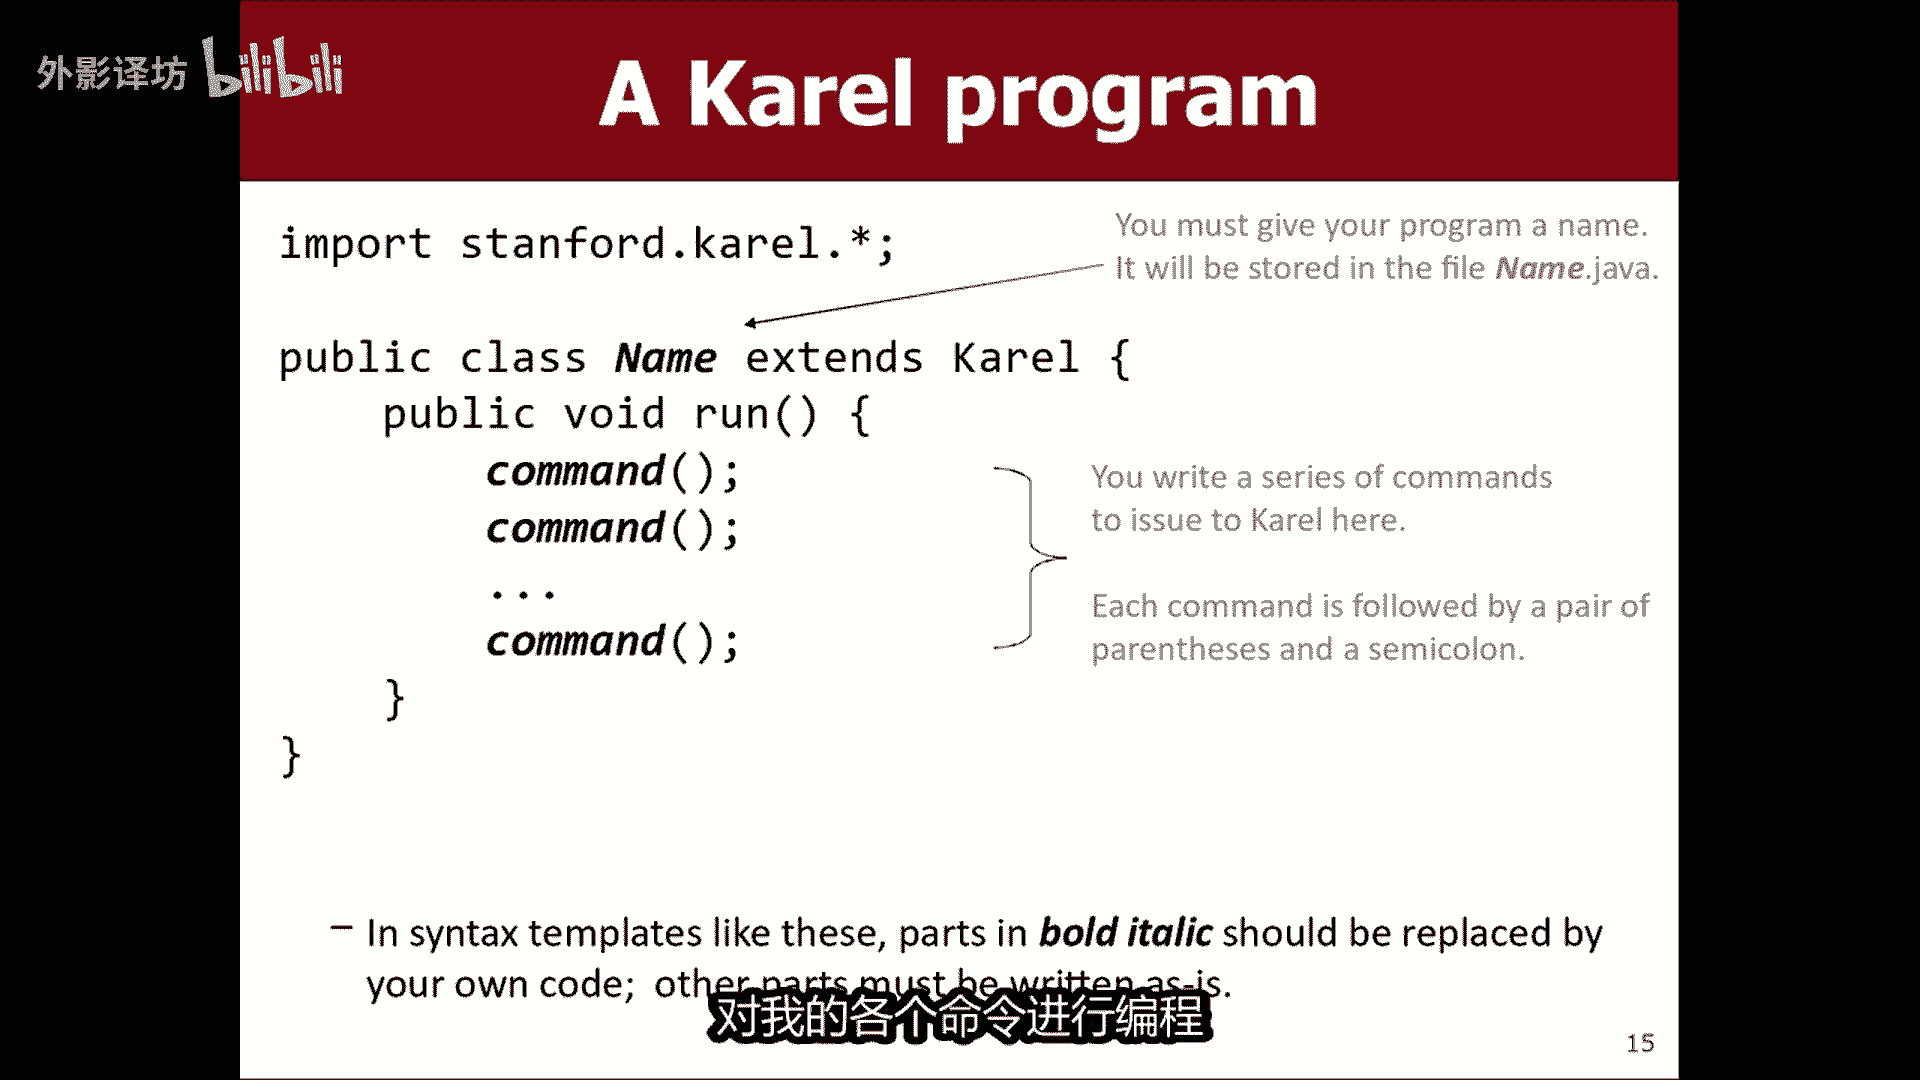 外影译坊 bilibili
A Karel program
import stanford.karel.*;
You must give your program a name.
It will be stored in the file Name.java.
public class Name extends Karel {
public void run() {
command();
command();
...
command();
}
}
You write a series of commands
to issue to Karel here.
Each command is followed by a pair of
parentheses and a semicolon.
– In syntax templates like these, parts in bold italic should be replaced by
your own code;  other parts must be written as-is.
对我的各个命令进行编程
15